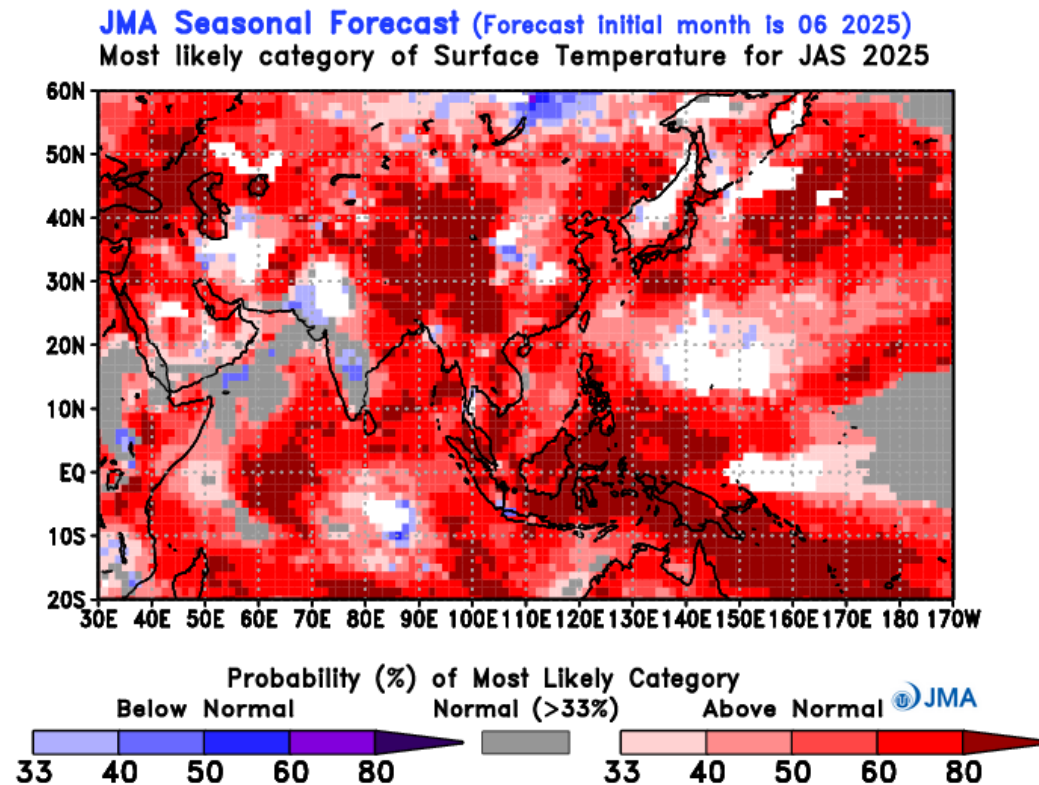 JMA Seasonal Forecast (Forecast initial month is 06 2025)
Most likely category of Surface Temperature for JAS 2025
60N
50N
40N
30N
20N
10N
EQ
10S
20S
30E 40E 50E 60E 70E 80E 90E 100E 110E 120E 130E 140E 150E 160E 170E 180 170W
Probability (%) of Most Likely Category
Below Normal Normal (>33%) Above Normal JMA
33 40 50 60 80 33 40 50 60 80